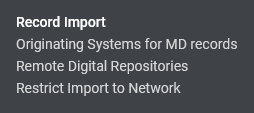 Record Import
Originating Systems for MD records
Remote Digital Repositories
Restrict Import to Network